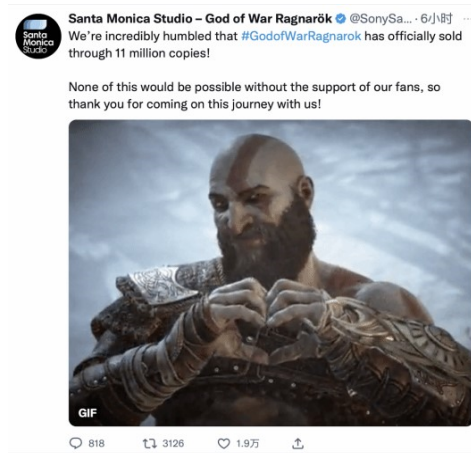 Santa Monica Studio
Santa Monica Studio – God of War Ragnarök @SonySa... · 6小时 ...
We're incredibly humbled that #GodofWarRagnarok has officially sold
through 11 million copies!
None of this would be possible without the support of our fans, so
thank you for coming on this journey with us!
GIF
818 3126 1.9万